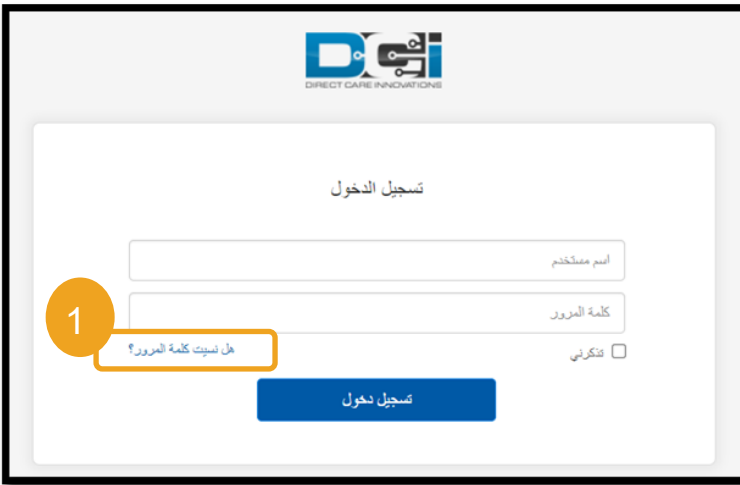 DCi
DIRECT CARE INNOVATIONS
تسجيل الدخول
اسم مستخدم
كلمة المرور
تذكرني
هل نسيت كلمة المرور؟
1
تسجيل دخول